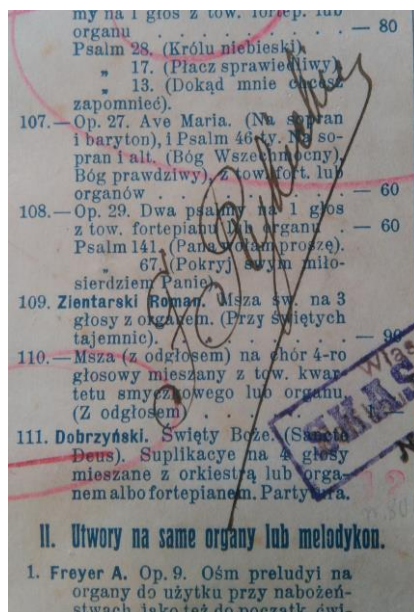 my na 1 głos z tow. fortep. lub
organu . . . . . — 80
Psalm 28. (Królu niebieski).
„ 17. (Płacz sprawiedliwy)
„ 13. (Dokąd mnie chcesz
zapomnieć).
107.—Op. 27. Ave Maria. (Na sopran
i baryton), i Psalm 46-ty. Na so-
pran i alt. (Bóg Wszechmocny),
Bóg prawdziwy), z tow. fort. lub
organów . . . . — 60
108.—Op. 29. Dwa psalmy na 1 głos
z tow. fortepianu lub organu. — 60
Psalm 141. (Pana wołam proszę).
„ 67. (Pokryj swym miło-
sierdziem Panie)
109. Zientarski Roman. Msza św. na 3
głosy z organem. (Przy świętych
tajemnic). . . . — 90
110.—Msza (z odgłosem) na chór 4-ro
głosowy mieszany z tow. kwar-
tetu smyczkowego lub organu.
(Z odgłosem)
111. Dobrzyński. Święty Boże. (Sancte
Deus). Suplikacye na 4 głosy
mieszane z orkiestrą lub orga-
nem albo fortepianem. Partytura.
II. Utwory na same organy lub melodykon.
1. Freyer A. Op. 9. Ośm preludyi na
organy do użytku przy nabożeń-
stwach jako też do początk.